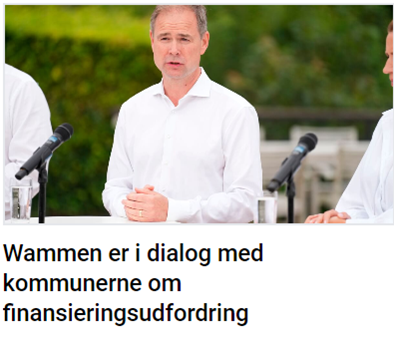 Wammen er i dialog med
kommunerne om
finansieringsudfordring